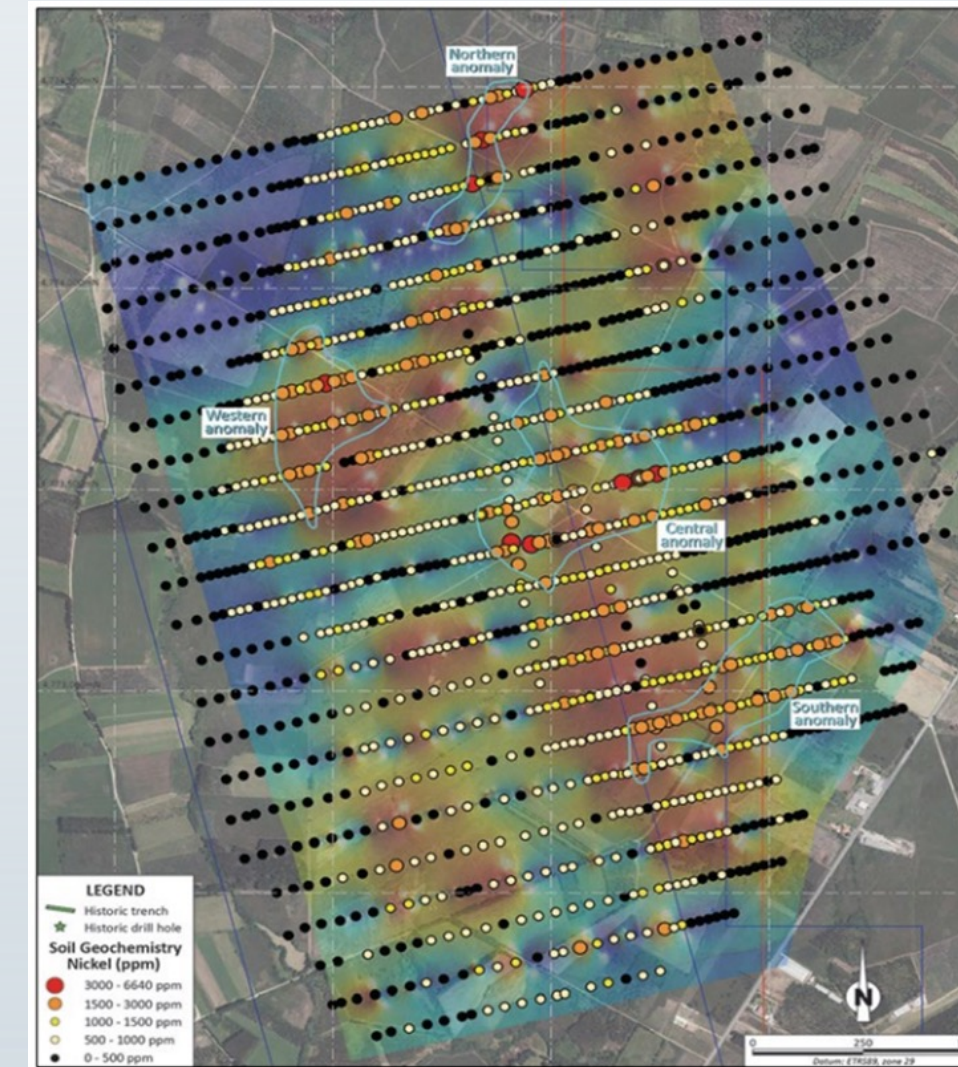 Northern
anomaly
Western
anomaly
Central
anomaly
Southern
anomaly
LEGEND
Historic trench
Historic drill hole
Soil Geochemistry
Nickel (ppm)
3000 - 6640 ppm
1500 - 3000 ppm
1000 - 1500 ppm
500 - 1000 ppm
0 - 500 ppm
N
0 250
Datum: ETRS89, zone 29